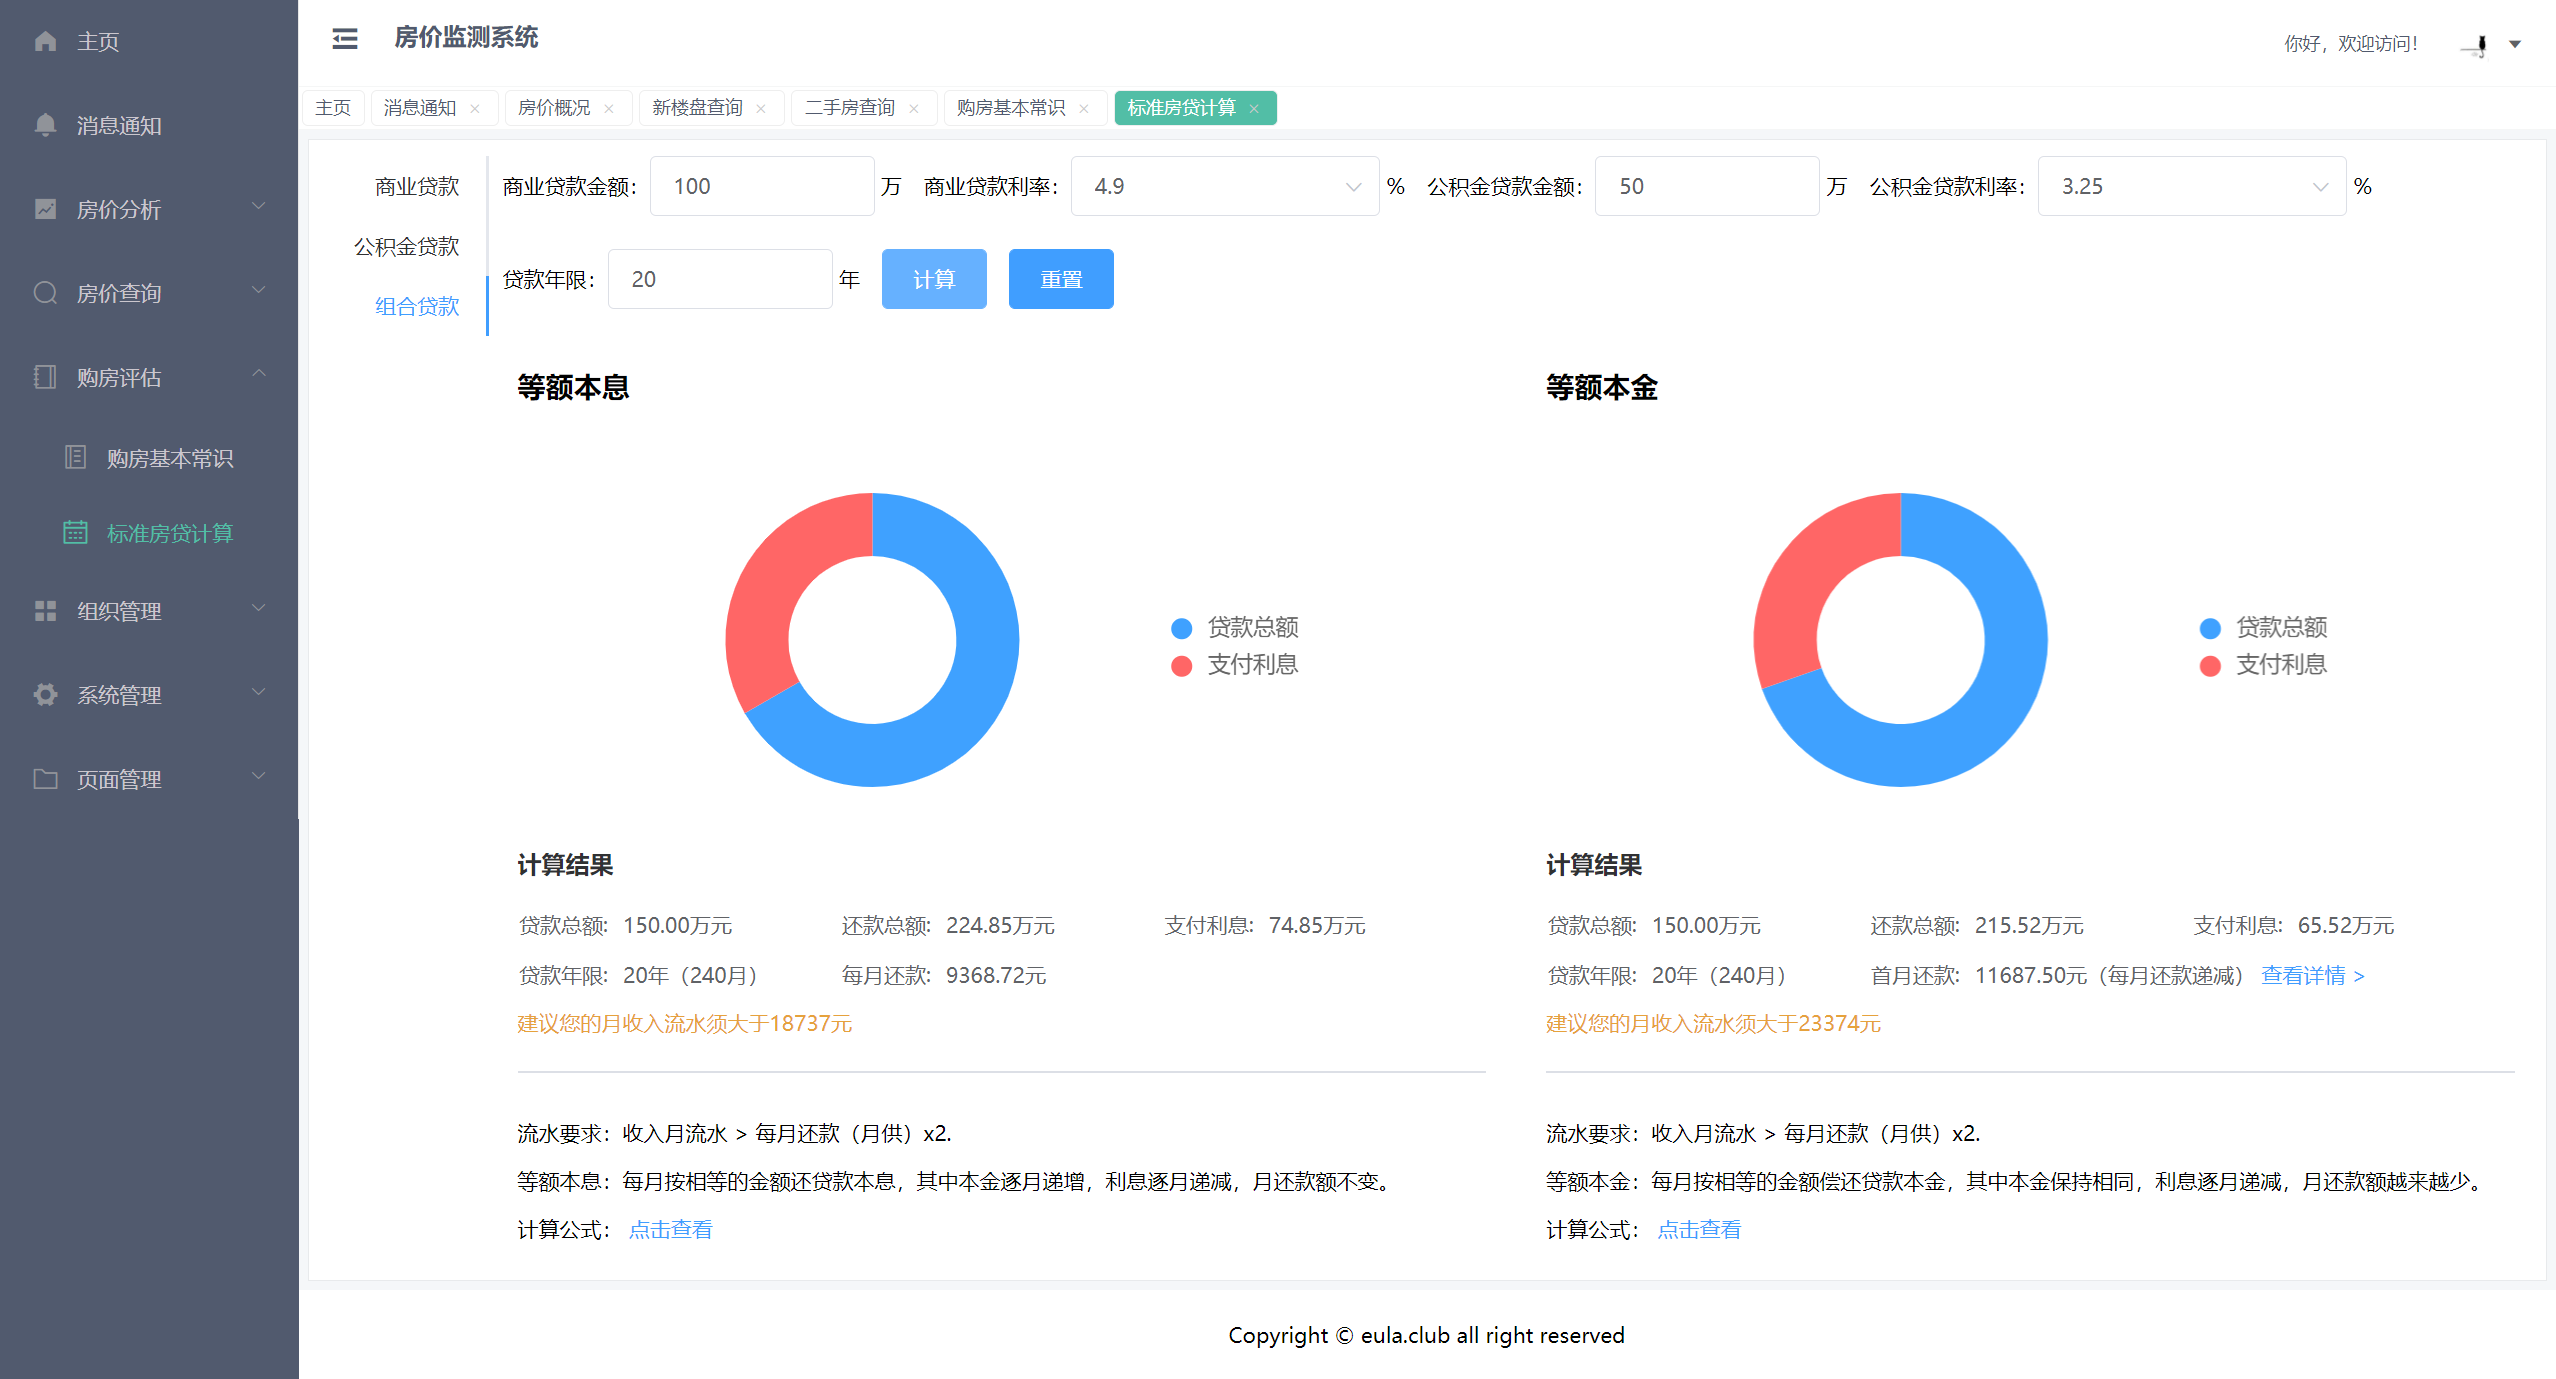 主页
消息通知
房价分析
房价查询
购房评估
购房基本常识
标准房贷计算
组织管理
系统管理
页面管理
房价监测系统
你好，欢迎访问！
主页 消息通知 × 房价概况 × 新楼盘查询 × 二手房查询 × 购房基本常识 × 标准房贷计算 ×
商业贷款
公积金贷款
组合贷款
商业贷款金额： 100 万 商业贷款利率： 4.9 % 公积金贷款金额： 50 万 公积金贷款利率： 3.25 %
贷款年限： 20 年 计算 重置
等额本息
贷款总额
支付利息
计算结果
贷款总额: 150.00万元 还款总额: 224.85万元 支付利息: 74.85万元
贷款年限: 20年（240月） 每月还款: 9368.72元
建议您的月收入流水须大于18737元
流水要求：收入月流水 > 每月还款（月供）x2.
等额本息：每月按相等的金额还贷款本息，其中本金逐月递增，利息逐月递减，月还款额不变。
计算公式： 点击查看
等额本金
贷款总额
支付利息
计算结果
贷款总额: 150.00万元 还款总额: 215.52万元 支付利息: 65.52万元
贷款年限: 20年（240月） 首月还款: 11687.50元（每月还款递减） 查看详情 >
建议您的月收入流水须大于23374元
流水要求：收入月流水 > 每月还款（月供）x2.
等额本金：每月按相等的金额偿还贷款本金，其中本金保持相同，利息逐月递减，月还款额越来越少。
计算公式： 点击查看
Copyright © eula.club all right reserved